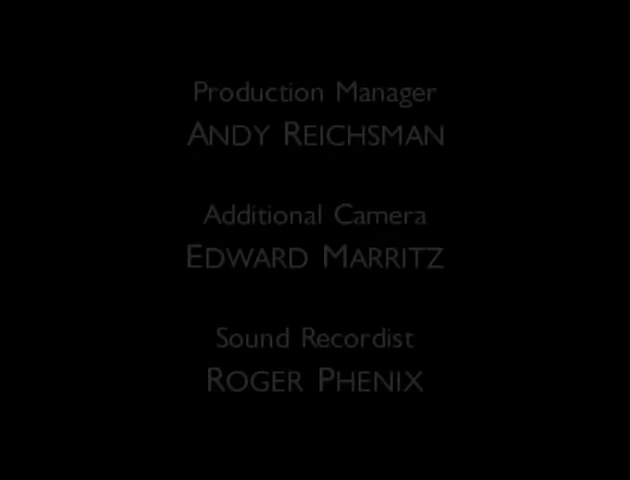 Production Manager
ANDY REICHSMAN
Additional Camera
EDWARD MARRITZ
Sound Recordist
ROGER PHENIX